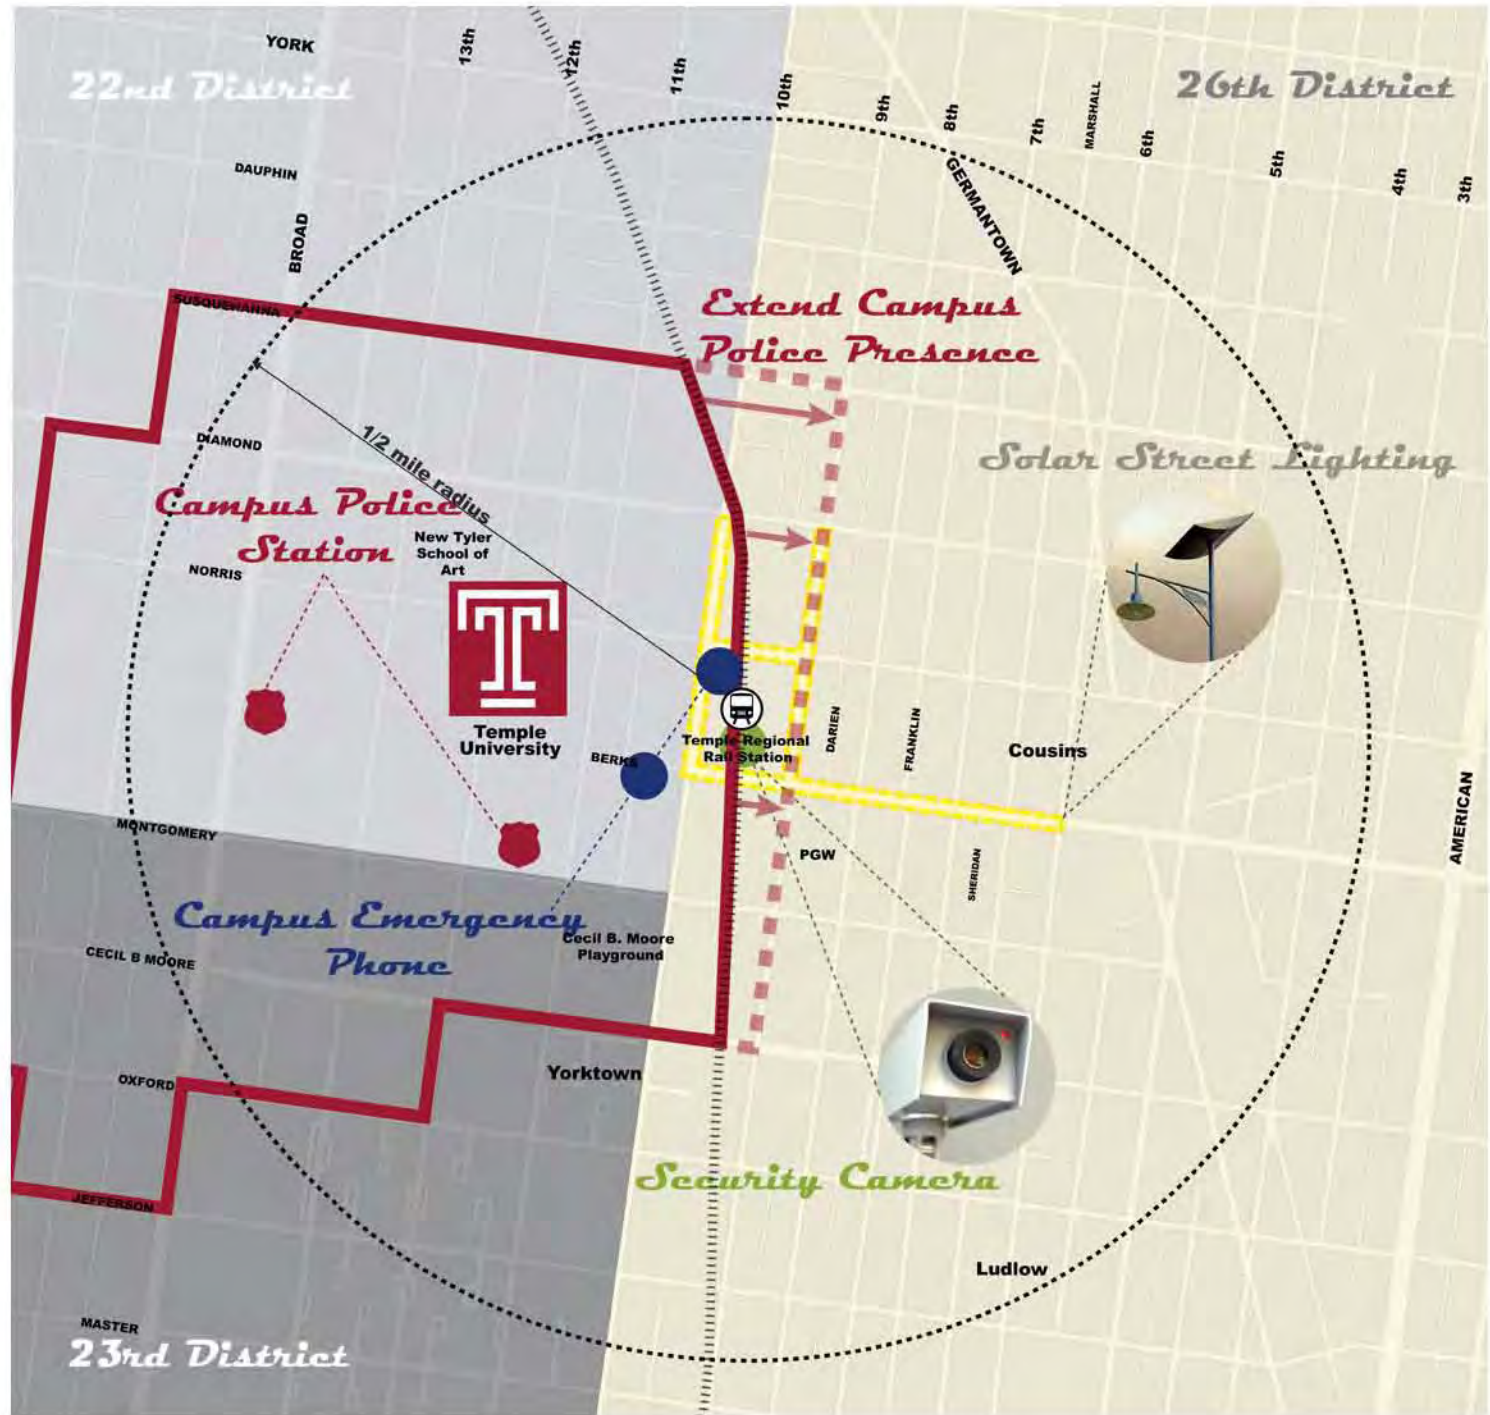 YORK
13th
12th
11th
10th
9th
8th
7th
MARSHALL
6th
5th
4th
3th
22nd District
26th District
DAUPHIN
BROAD
GERMANTOWN
SUSQUEHANNA
Extend Campus
Police Presence
DIAMOND
1/2 mile radius
Solar Street Lighting
Campus Police
Station
New Tyler
School of
Art
NORRIS
T
Temple
University
BERKS
Temple Regional
Rail Station
DARIEN
FRANKLIN
Cousins
AMERICAN
MONTGOMERY
PGW
SHERIDAN
Campus Emergency
Phone
Cecil B. Moore
Playground
CECIL B MOORE
OXFORD
Yorktown
Security Camera
JEFFERSON
Ludlow
MASTER
23rd District